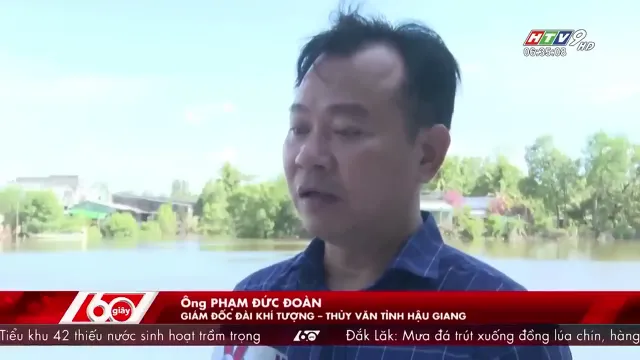 HTV9 HD
06:35:08
Ông PHẠM ĐỨC ĐOÀN
60 giây
GIÁM ĐỐC ĐÀI KHÍ TƯỢNG – THỦY VĂN TỈNH HẬU GIANG
Tiểu khu 42 thiếu nước sinh hoạt trầm trọng
Đắk Lăk: Mưa đá trút xuống đồng lúa chín, hàng